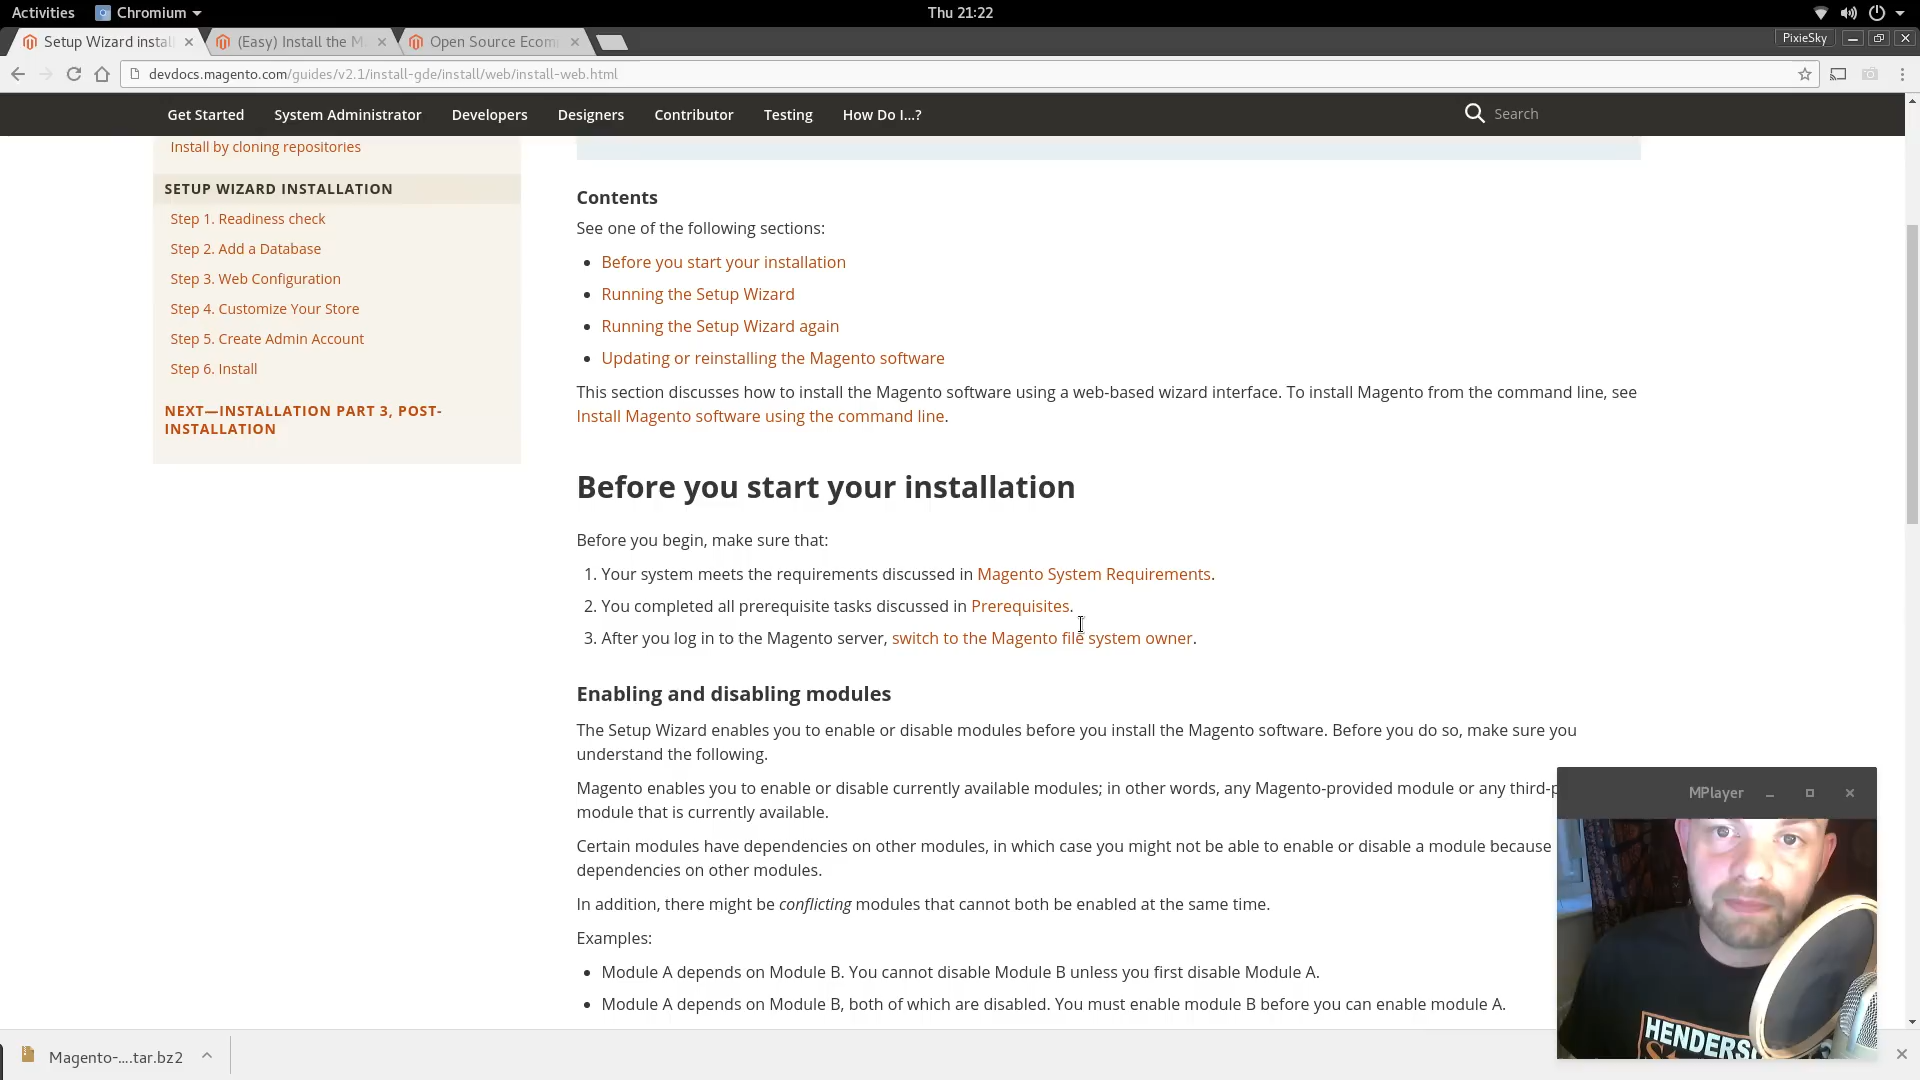 Activities
Chromium
Thu 21:22
Setup Wizard instal
(Easy) Install the M
Open Source Ecom
PixieSky
devdocs.magento.com/guides/v2.1/install-gde/install/web/install-web.html
Get Started
System Administrator
Developers
Designers
Contributor
Testing
How Do I...?
Search
Install by cloning repositories
SETUP WIZARD INSTALLATION
Step 1. Readiness check
Step 2. Add a Database
Step 3. Web Configuration
Step 4. Customize Your Store
Step 5. Create Admin Account
Step 6. Install
NEXT—INSTALLATION PART 3, POST-
INSTALLATION
Contents
See one of the following sections:
Before you start your installation
Running the Setup Wizard
Running the Setup Wizard again
Updating or reinstalling the Magento software
This section discusses how to install the Magento software using a web-based wizard interface. To install Magento from the command line, see
Install Magento software using the command line.
Before you start your installation
Before you begin, make sure that:
1. Your system meets the requirements discussed in Magento System Requirements.
2. You completed all prerequisite tasks discussed in Prerequisites.
3. After you log in to the Magento server, switch to the Magento file system owner.
Enabling and disabling modules
The Setup Wizard enables you to enable or disable modules before you install the Magento software. Before you do so, make sure you
understand the following.
Magento enables you to enable or disable currently available modules; in other words, any Magento-provided module or any third-p
module that is currently available.
Certain modules have dependencies on other modules, in which case you might not be able to enable or disable a module because
dependencies on other modules.
In addition, there might be conflicting modules that cannot both be enabled at the same time.
Examples:
Module A depends on Module B. You cannot disable Module B unless you first disable Module A.
Module A depends on Module B, both of which are disabled. You must enable module B before you can enable module A.
MPlayer
HENDERS
Magento-....tar.bz2